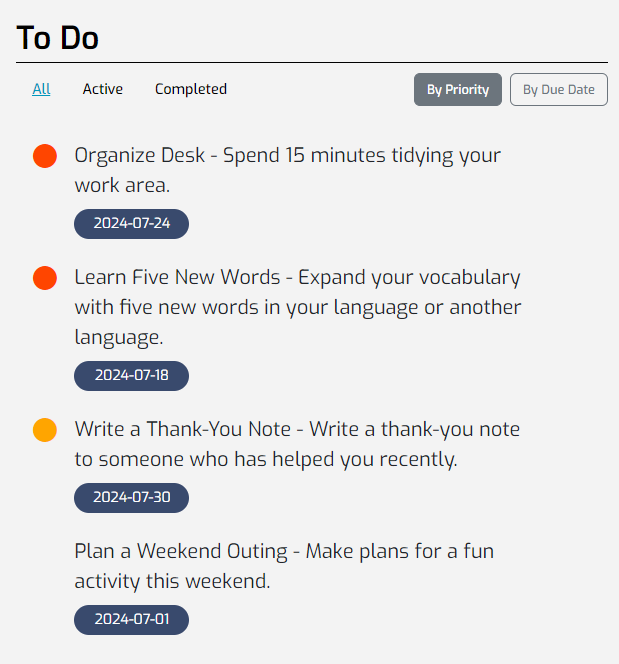 To Do
All Active Completed By Priority By Due Date
Organize Desk - Spend 15 minutes tidying your
work area.
2024-07-24
Learn Five New Words - Expand your vocabulary
with five new words in your language or another
language.
2024-07-18
Write a Thank-You Note - Write a thank-you note
to someone who has helped you recently.
2024-07-30
Plan a Weekend Outing - Make plans for a fun
activity this weekend.
2024-07-01